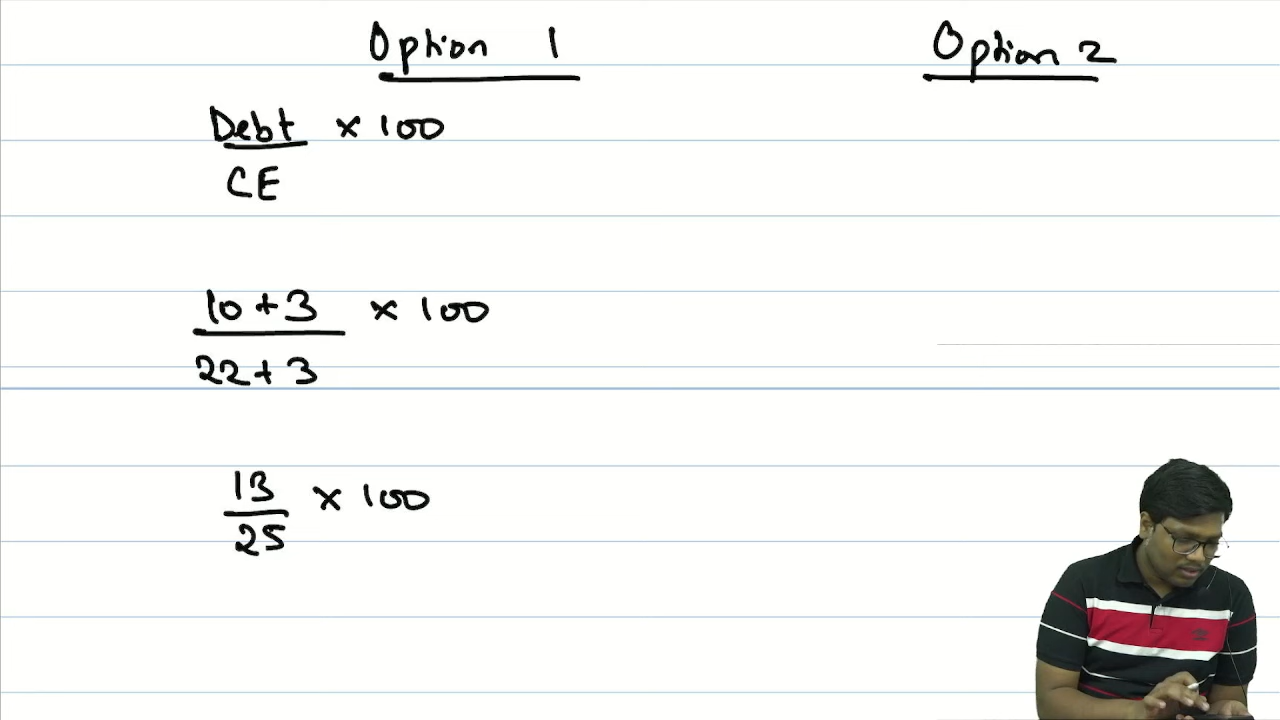 Option 1
Option 2
Debt × 100
CE
10 + 3 × 100
22 + 3
13 × 100
25